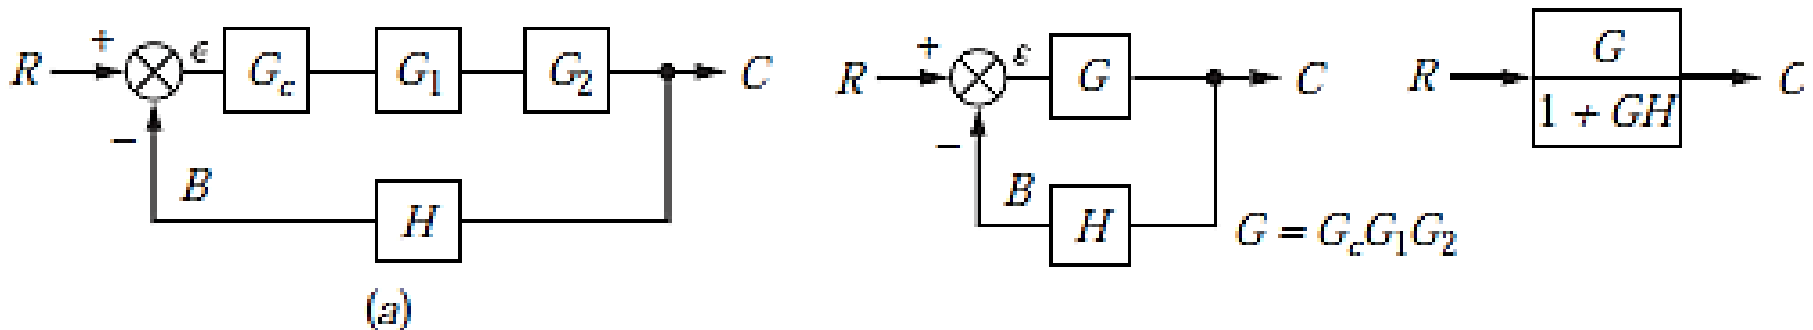 R + ε G_c G_1 G_2 C
− B H
(a)
R + ε G C
− B H
G = G_cG_1G_2
R G C
1 + GH